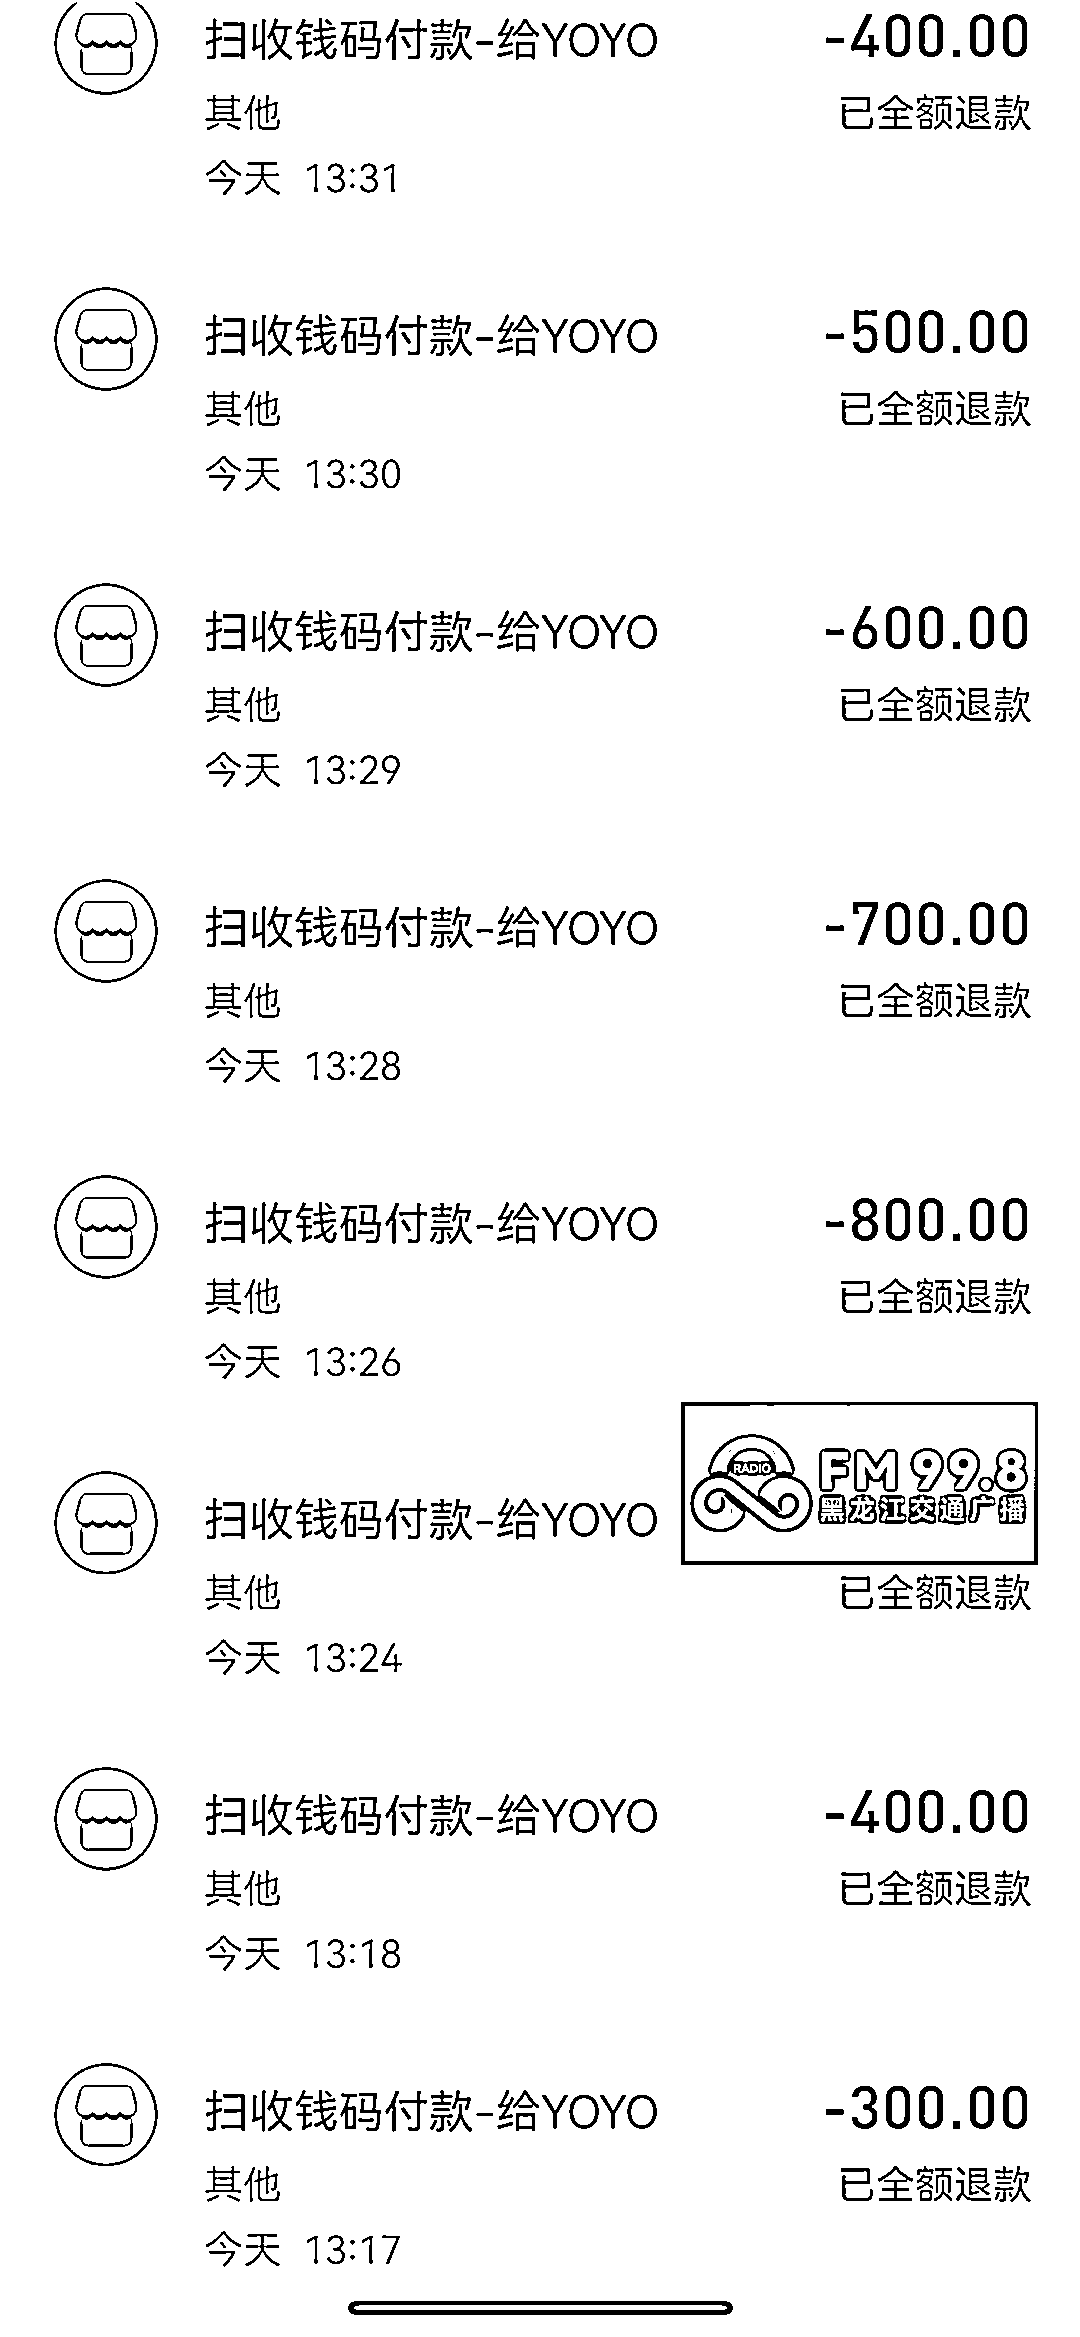 扫收钱码付款-给YOYO -400.00
其他 已全额退款
今天 13:31
扫收钱码付款-给YOYO -500.00
其他 已全额退款
今天 13:30
扫收钱码付款-给YOYO -600.00
其他 已全额退款
今天 13:29
扫收钱码付款-给YOYO -700.00
其他 已全额退款
今天 13:28
扫收钱码付款-给YOYO -800.00
其他 已全额退款
今天 13:26
RADIO FM 99.8
黑龙江交通广播
扫收钱码付款-给YOYO
其他 已全额退款
今天 13:24
扫收钱码付款-给YOYO -400.00
其他 已全额退款
今天 13:18
扫收钱码付款-给YOYO -300.00
其他 已全额退款
今天 13:17